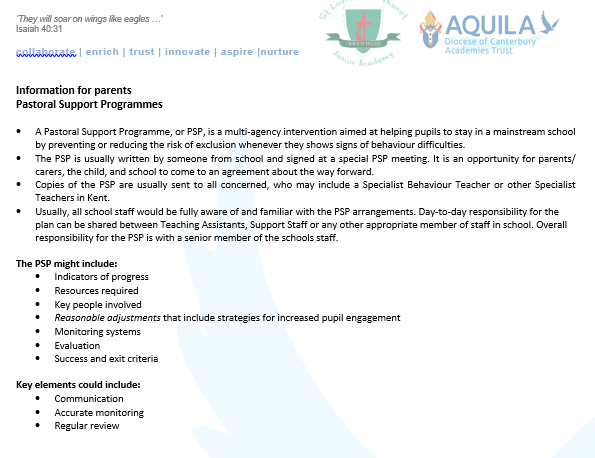 'They will soar on wings like eagles …'
Isaiah 40:31
collaborate | enrich | trust | innovate | aspire |nurture
Junior Academy
AQUILA
Diocese of Canterbury
Academies Trust
Information for parents
Pastoral Support Programmes
• A Pastoral Support Programme, or PSP, is a multi-agency intervention aimed at helping pupils to stay in a mainstream school
by preventing or reducing the risk of exclusion whenever they shows signs of behaviour difficulties.
• The PSP is usually written by someone from school and signed at a special PSP meeting. It is an opportunity for parents/
carers, the child, and school to come to an agreement about the way forward.
• Copies of the PSP are usually sent to all concerned, who may include a Specialist Behaviour Teacher or other Specialist
Teachers in Kent.
• Usually, all school staff would be fully aware of and familiar with the PSP arrangements. Day-to-day responsibility for the
plan can be shared between Teaching Assistants, Support Staff or any other appropriate member of staff in school. Overall
responsibility for the PSP is with a senior member of the schools staff.
The PSP might include:
• Indicators of progress
• Resources required
• Key people involved
• Reasonable adjustments that include strategies for increased pupil engagement
• Monitoring systems
• Evaluation
• Success and exit criteria
Key elements could include:
• Communication
• Accurate monitoring
• Regular review